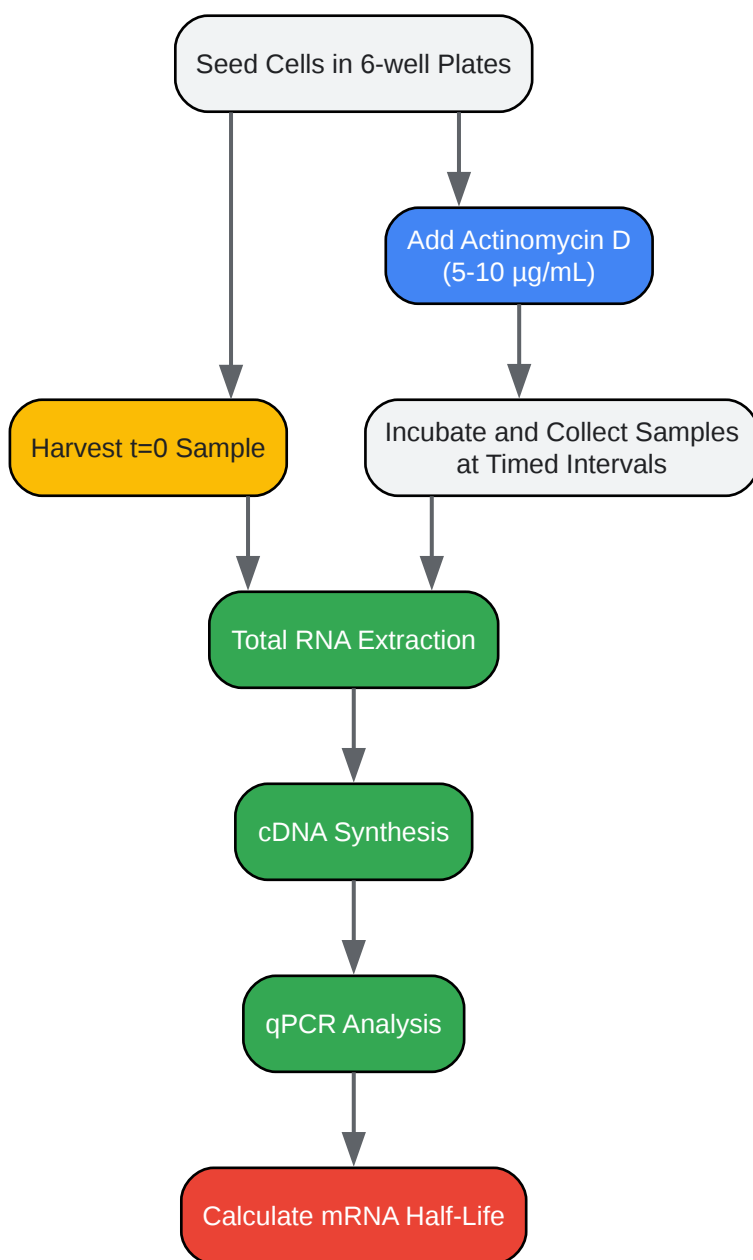 Seed Cells in 6-well Plates
Add Actinomycin D
(5-10 µg/mL)
Harvest t=0 Sample
Incubate and Collect Samples
at Timed Intervals
Total RNA Extraction
cDNA Synthesis
qPCR Analysis
Calculate mRNA Half-Life